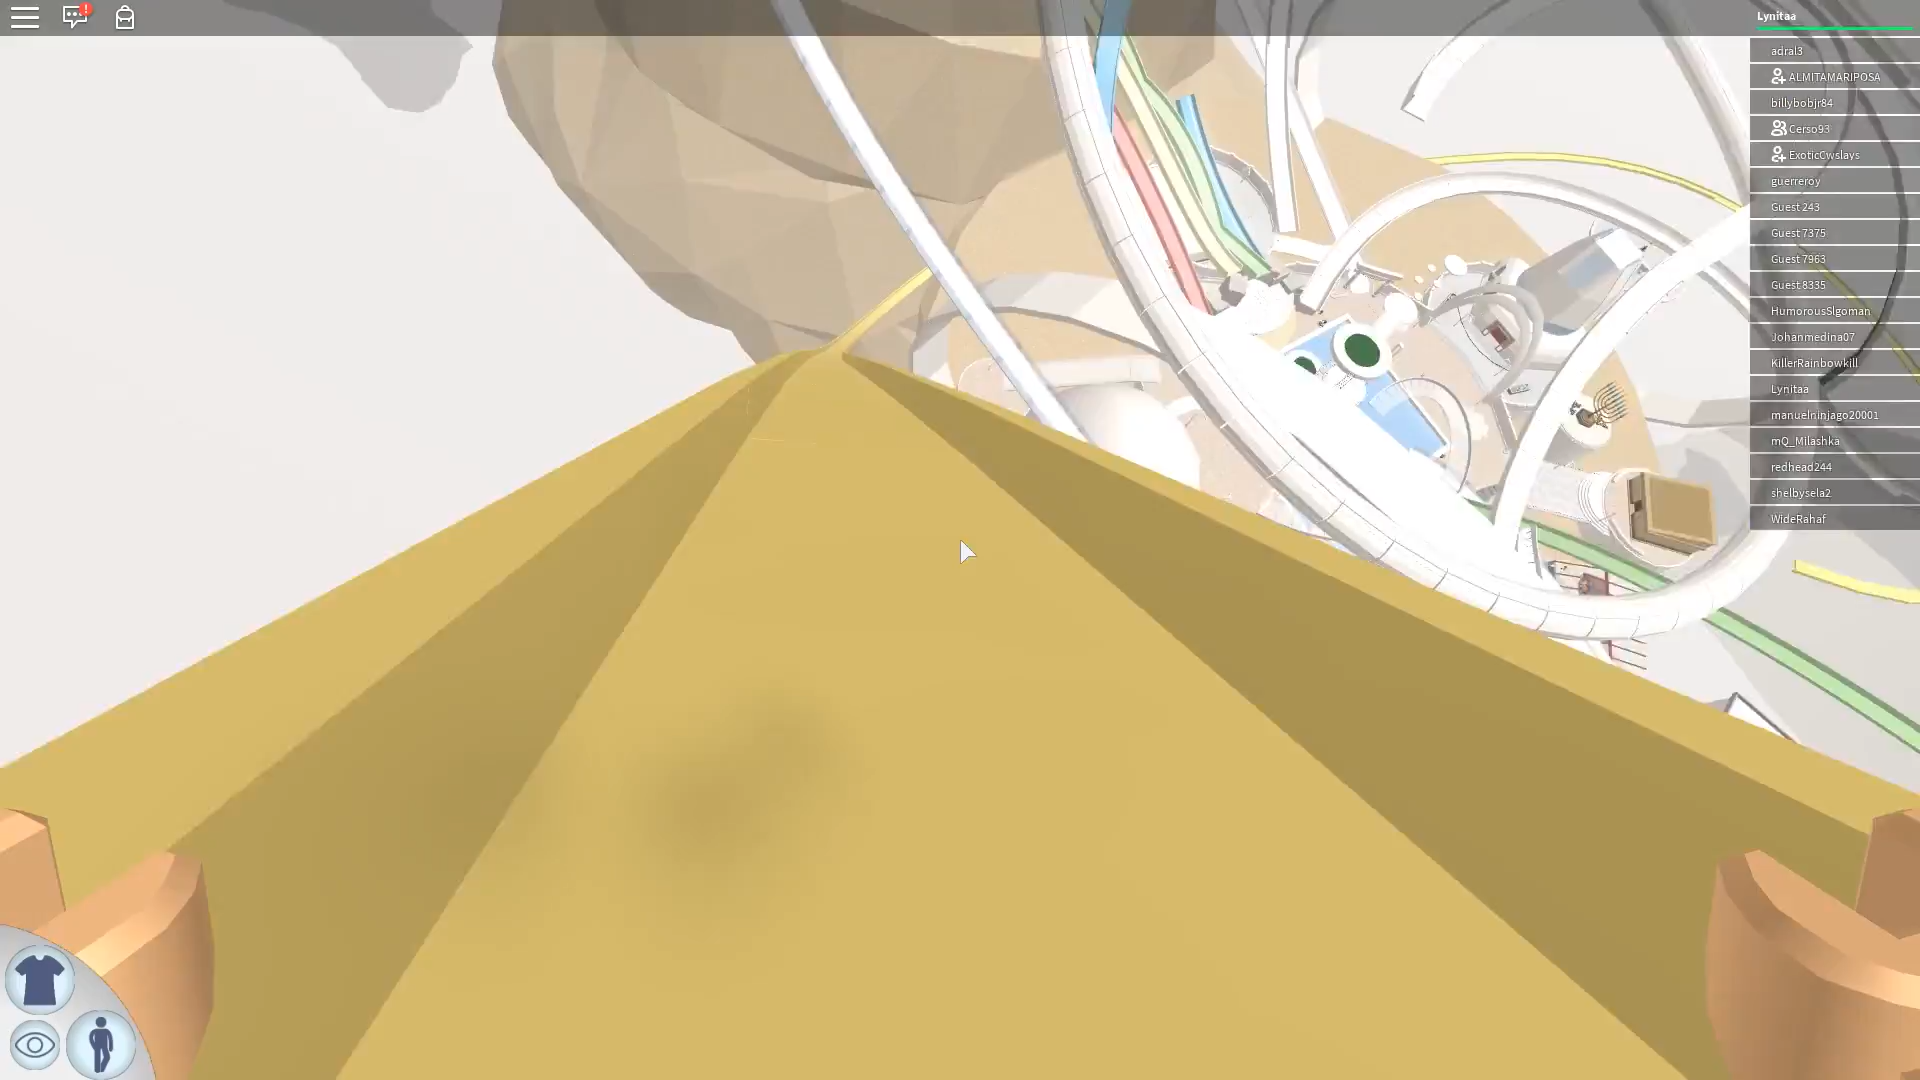 Lynitaa
adral3
ALMITAMARIPOSA
billybobjr84
Cerso93
ExoticCwslays
guerreroy
Guest 243
Guest 7375
Guest 7963
Guest 8335
HumorousSlgoman
Johanmedina07
KillerRainbowkill
Lynitaa
manuelninjago20001
mQ_Milashka
redhead244
shelbysela2
WideRahaf